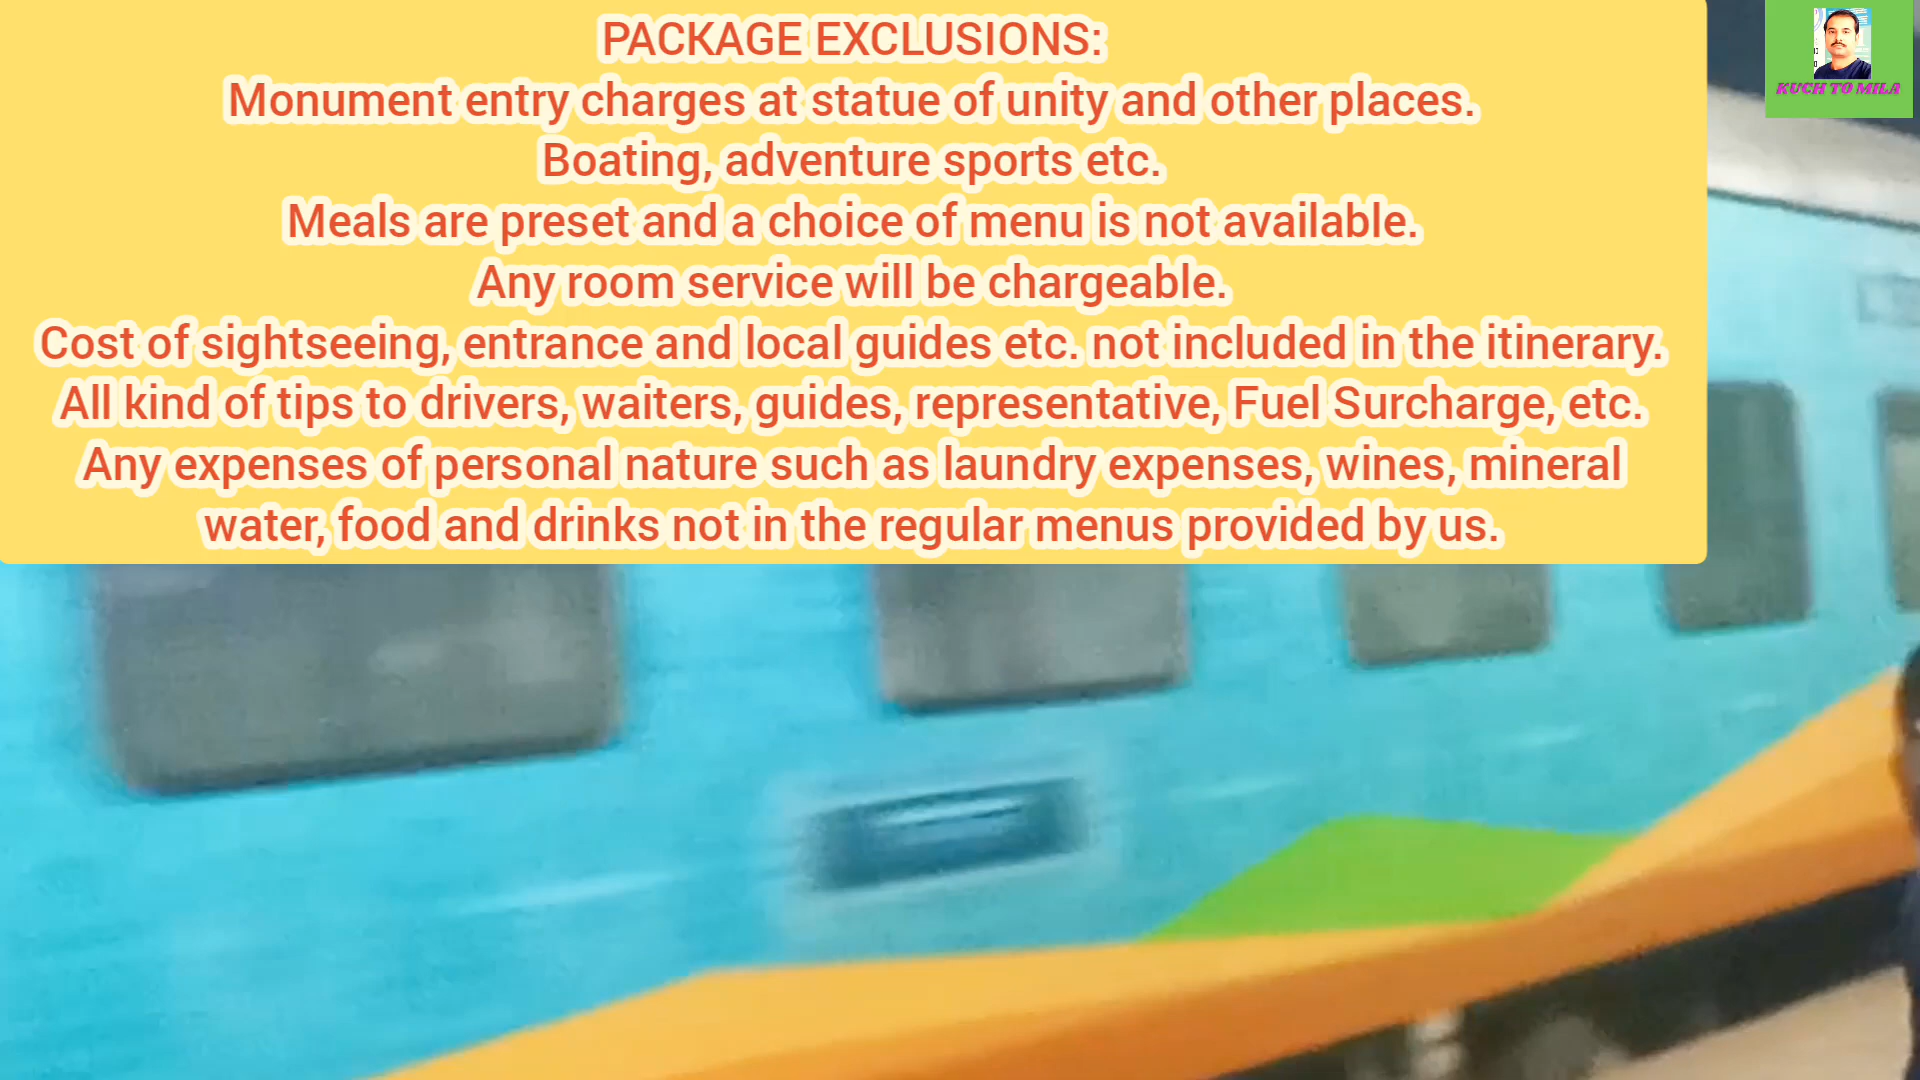 PACKAGE EXCLUSIONS:
Monument entry charges at statue of unity and other places.
Boating, adventure sports etc.
Meals are preset and a choice of menu is not available.
Any room service will be chargeable.
Cost of sightseeing, entrance and local guides etc. not included in the itinerary.
All kind of tips to drivers, waiters, guides, representative, Fuel Surcharge, etc.
Any expenses of personal nature such as laundry expenses, wines, mineral
water, food and drinks not in the regular menus provided by us.
KUCH TO MILA